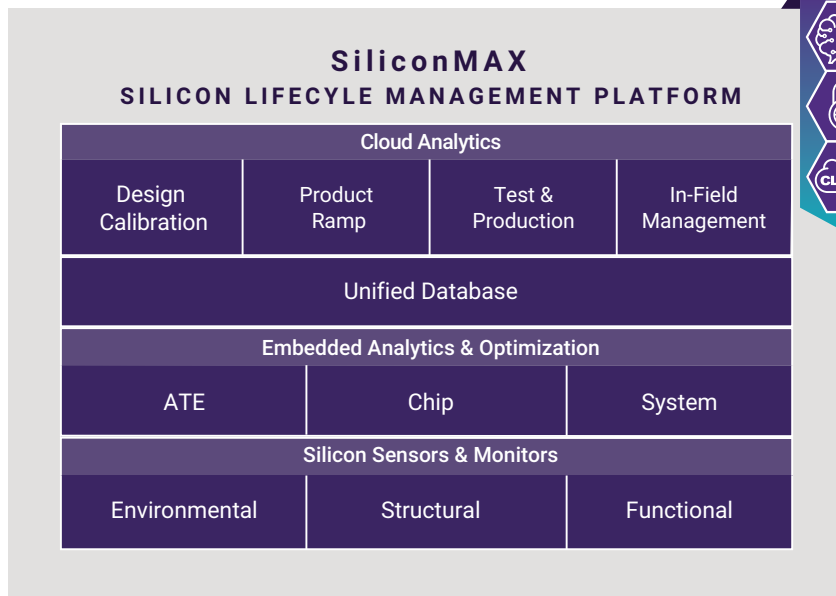 SiliconMAX
SILICON LIFECYLE MANAGEMENT PLATFORM
Cloud Analytics
Design
Calibration
Product
Ramp
Test &
Production
In-Field
Management
Unified Database
Embedded Analytics & Optimization
ATE
Chip
System
Silicon Sensors & Monitors
Environmental
Structural
Functional